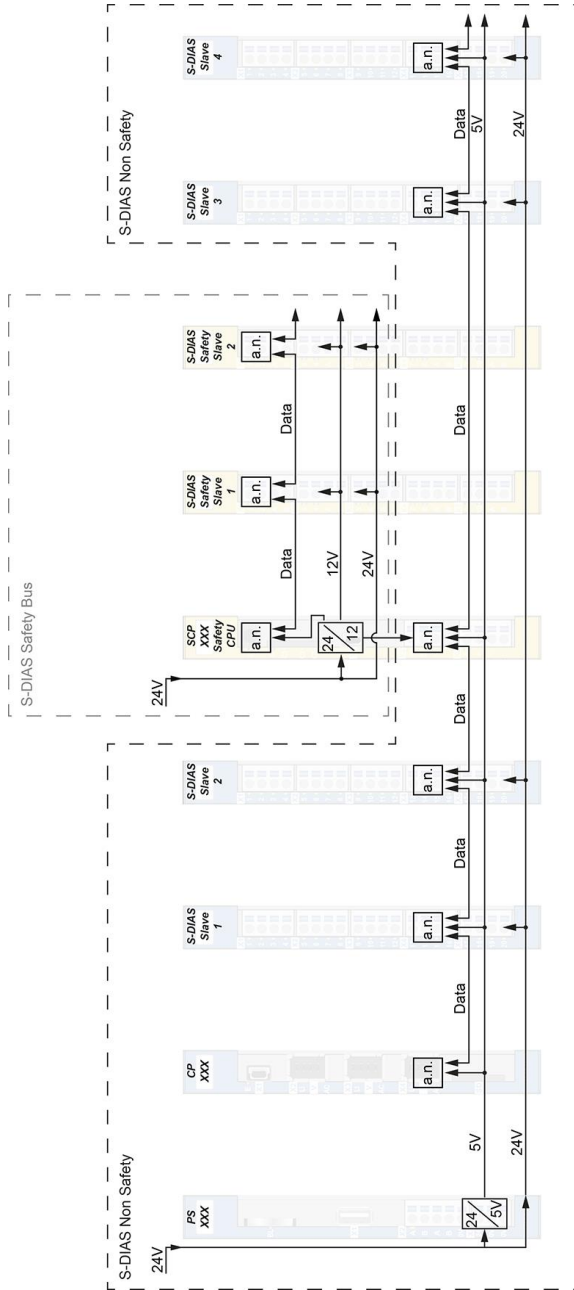 S-DIAS Safety Bus
S-DIAS Non Safety
S-DIAS Non Safety
24V
24V
PS
XXX
CP
XXX
S-DIAS
Slave
1
S-DIAS
Slave
2
SCP
XXX
Safety
CPU
S-DIAS
Safety
Slave
1
S-DIAS
Safety
Slave
2
S-DIAS
Slave
3
S-DIAS
Slave
4
a.n.
a.n.
a.n.
Data
Data
24
12
12V
24V
a.n.
a.n.
a.n.
a.n.
a.n.
a.n.
Data
Data
Data
Data
Data
24
5V
5V
5V
24V
24V